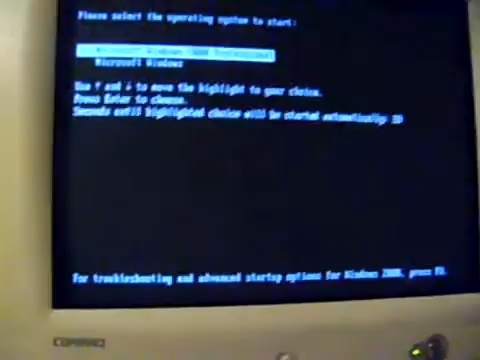 Please select the operating system to start:
Microsoft Windows 2000 Professional
Microsoft Windows
Use ↑ and ↓ to move the highlight to your choice.
Press Enter to choose.
Seconds until highlighted choice will be started automatically:
For troubleshooting and advanced startup options for Windows 2000, press F8.
COMPAQ